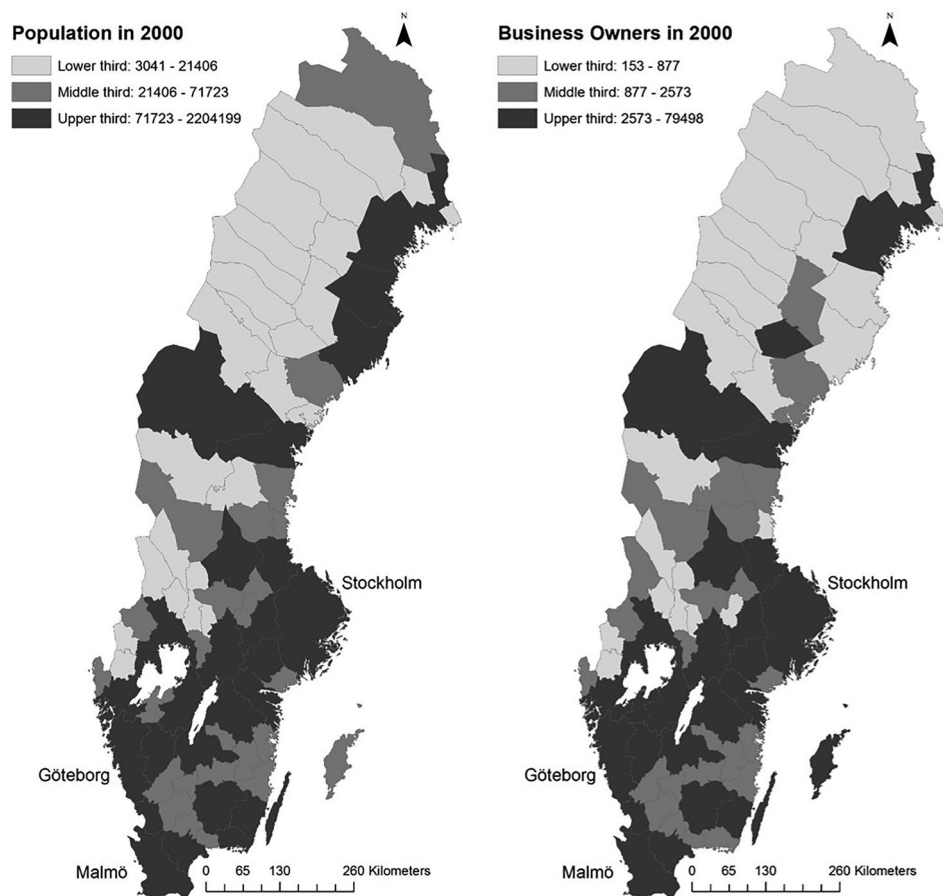 N
Population in 2000
Lower third: 3041 - 21406
Middle third: 21406 - 71723
Upper third: 71723 - 2204199
Stockholm
Göteborg
Malmö
0 65 130 260 Kilometers
N
Business Owners in 2000
Lower third: 153 - 877
Middle third: 877 - 2573
Upper third: 2573 - 79498
Stockholm
Göteborg
Malmö
0 65 130 260 Kilometers